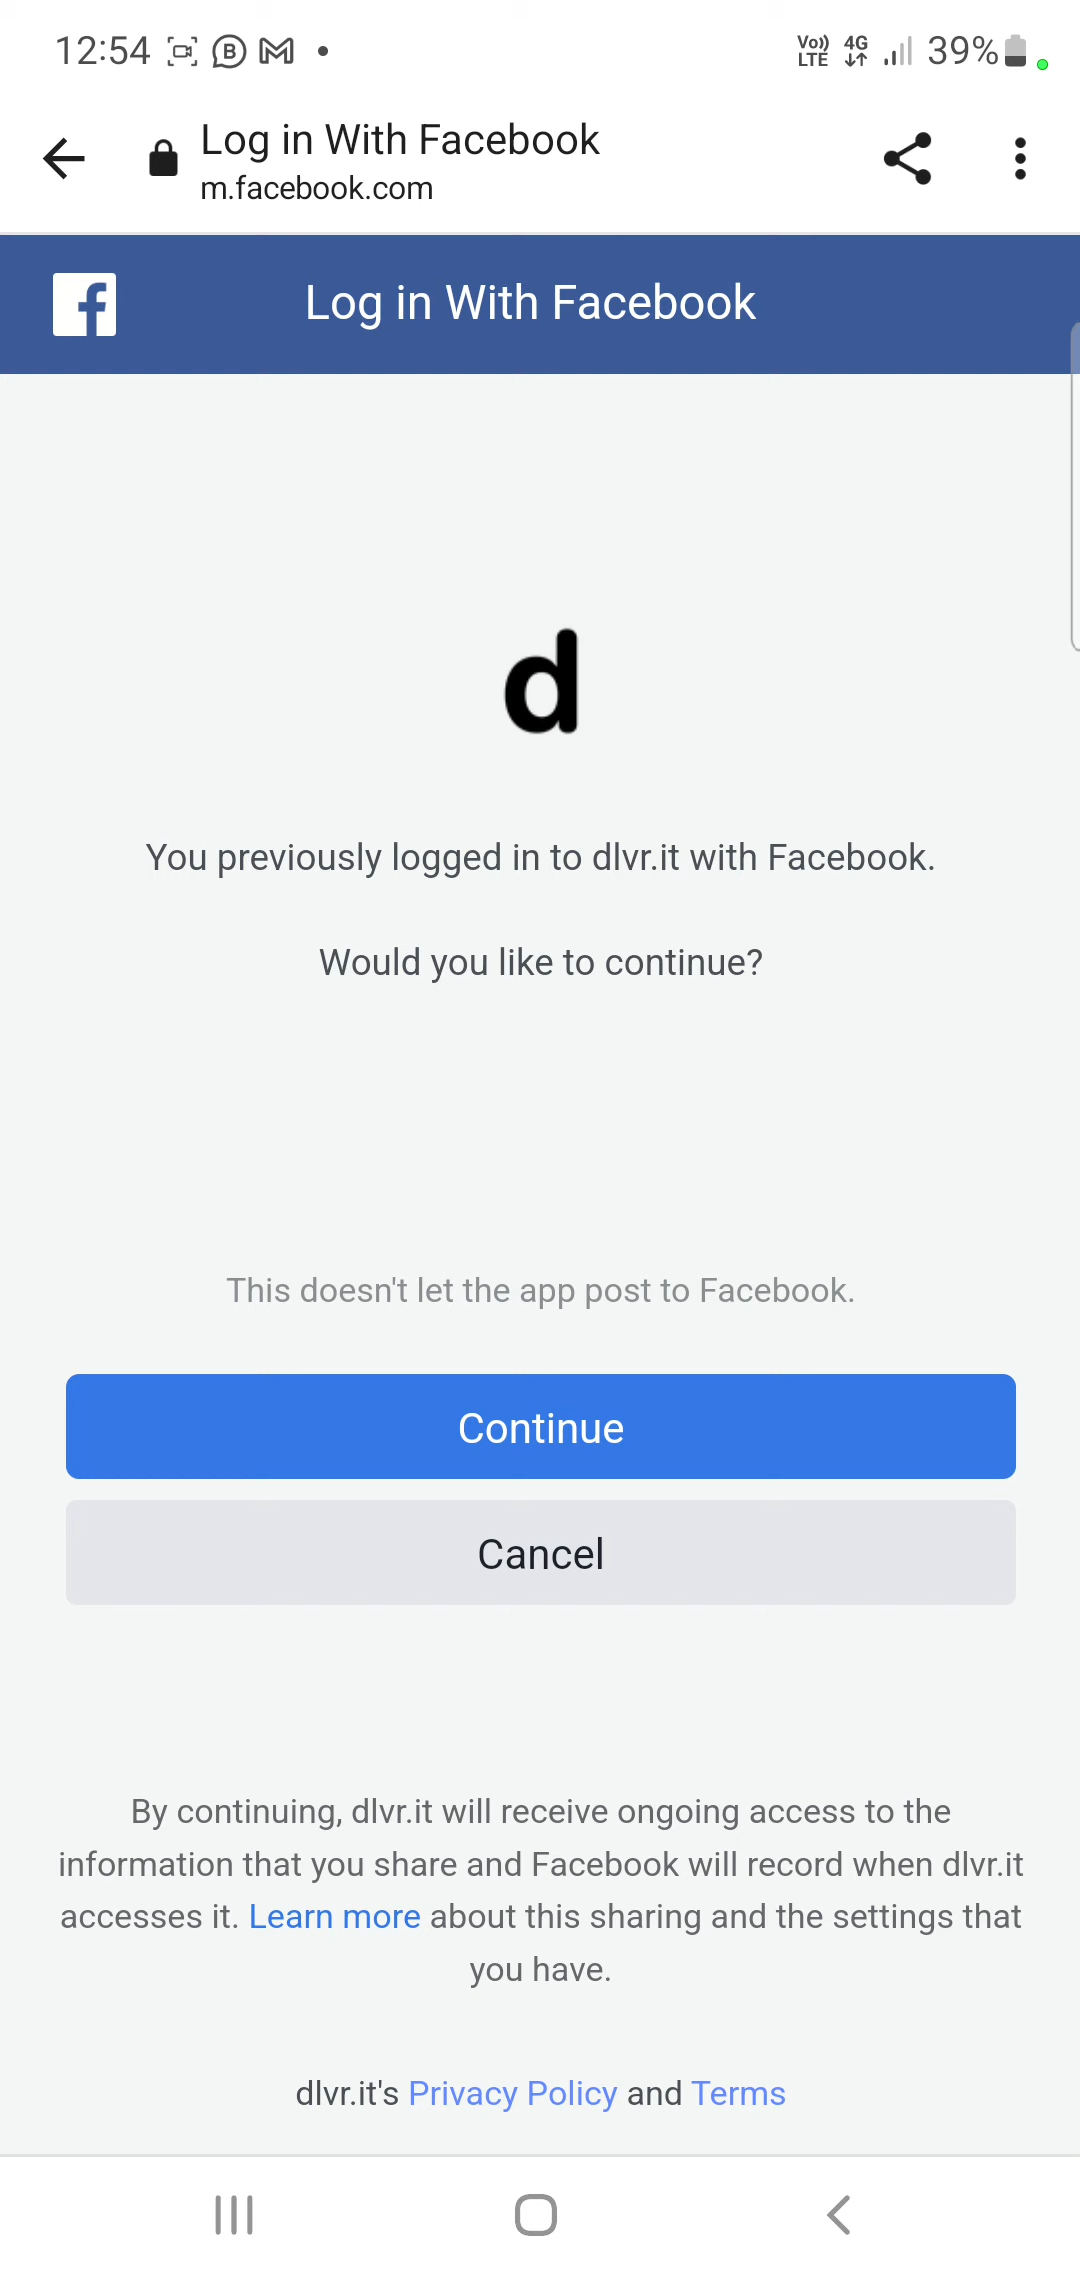 12:54
Vo)) LTE 4G 39%
Log in With Facebook
m.facebook.com
Log in With Facebook
d
You previously logged in to dlvr.it with Facebook.
Would you like to continue?
This doesn't let the app post to Facebook.
Continue
Cancel
By continuing, dlvr.it will receive ongoing access to the
information that you share and Facebook will record when dlvr.it
accesses it. Learn more about this sharing and the settings that
you have.
dlvr.it's Privacy Policy and Terms